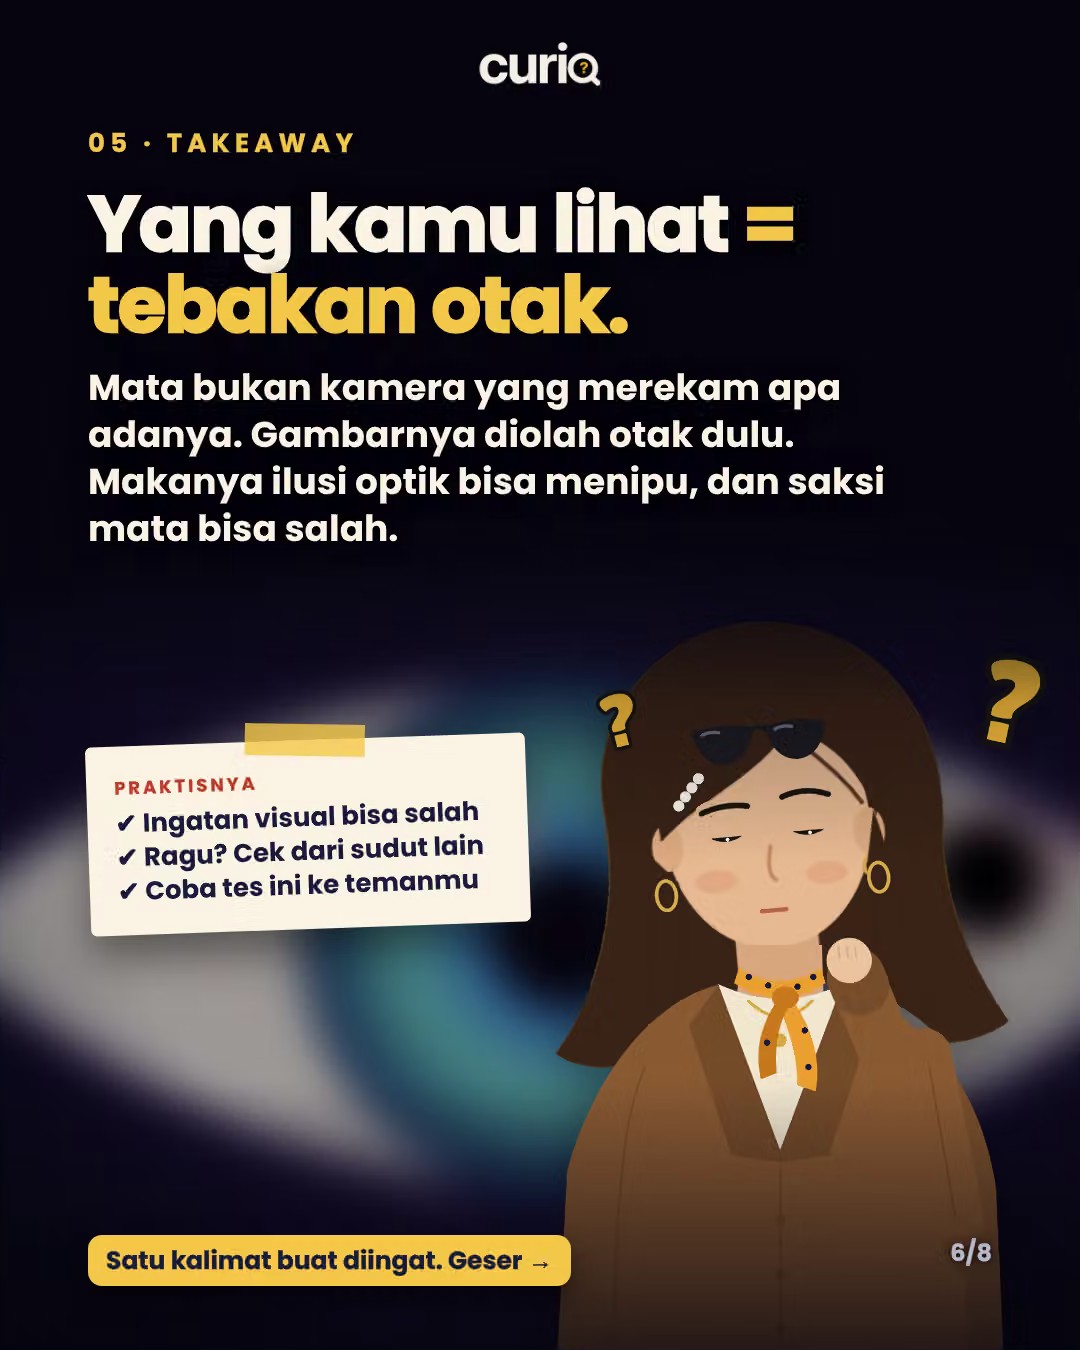 curio
05 · TAKEAWAY
Yang kamu lihat =
tebakan otak.
Mata bukan kamera yang merekam apa
adanya. Gambarnya diolah otak dulu.
Makanya ilusi optik bisa menipu, dan saksi
mata bisa salah.
?
?
PRAKTISNYA
✔ Ingatan visual bisa salah
✔ Ragu? Cek dari sudut lain
✔ Coba tes ini ke temanmu
Satu kalimat buat diingat. Geser →
6/8